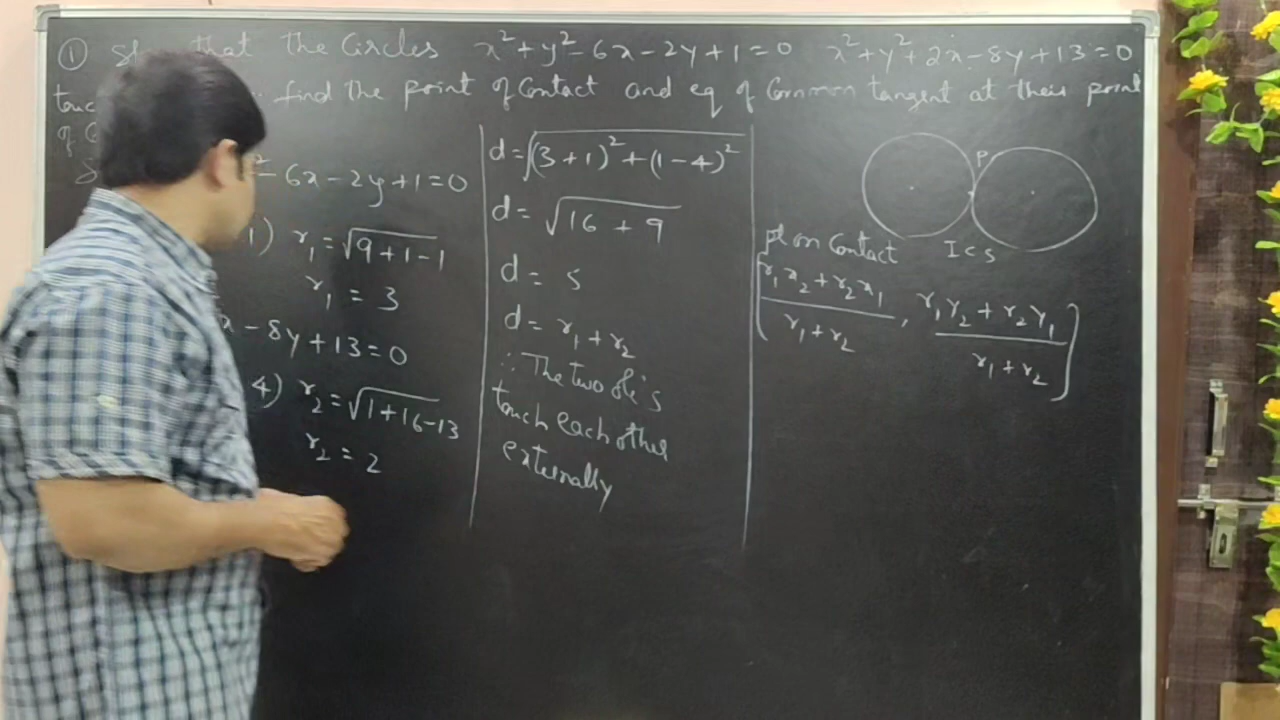 ① that the Circles x² + y² - 6x - 2y + 1 = 0 x² + y² + 2x - 8y + 13 = 0
find the point of Contact and eq of Common tangent at their point
of
² - 6x - 2y + 1 = 0
1) r₁ = √9 + 1 - 1
r₁ = 3
x - 8y + 13 = 0
4) r₂ = √1 + 16 - 13
r₂ = 2
d = √(3 + 1)² + (1 - 4)²
d = √16 + 9
d = 5
d = r₁ + r₂
∴ The two
touch each other
externally
P
pt on Contact I C S
[r₁x₂ + r₂x₁ / r₁ + r₂ , r₁y₂ + r₂y₁ / r₁ + r₂]